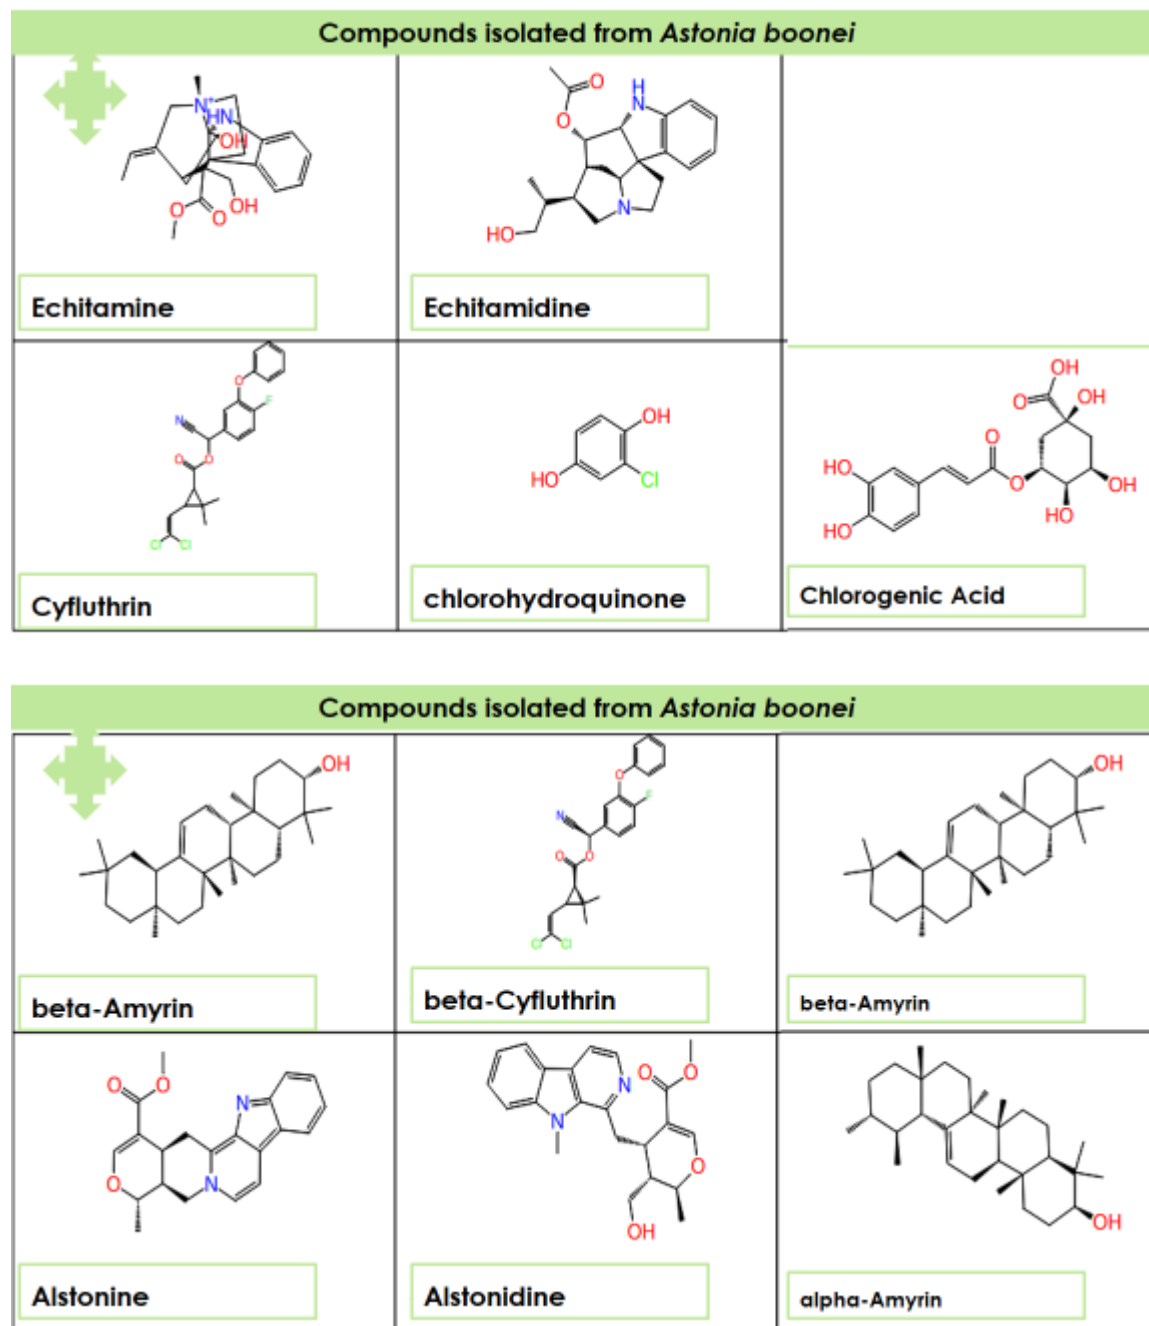 Compounds isolated from Astonia boonei
Echitamine
Echitamidine
Cyfluthrin
chlorohydroquinone
Chlorogenic Acid
Compounds isolated from Astonia boonei
beta-Amyrin
beta-Cyfluthrin
beta-Amyrin
Alstonine
Alstonidine
alpha-Amyrin